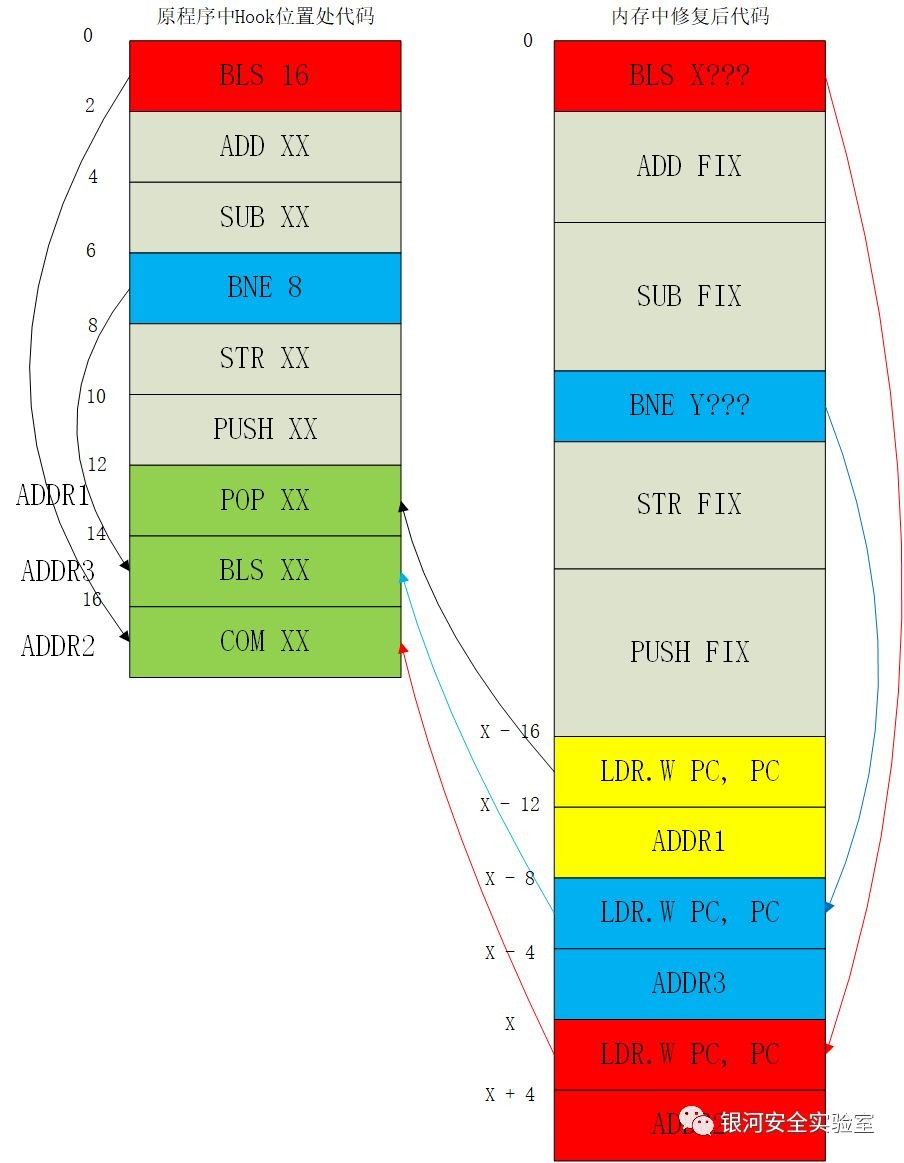 原程序中Hook位置处代码
0
BLS 16
2
ADD XX
4
SUB XX
6
BNE 8
8
STR XX
10
PUSH XX
12
ADDR1
POP XX
14
ADDR3
BLS XX
16
ADDR2
COM XX
内存中修复后代码
0
BLS X???
ADD FIX
SUB FIX
BNE Y???
STR FIX
PUSH FIX
X - 16
LDR.W PC, PC
X - 12
ADDR1
X - 8
LDR.W PC, PC
X - 4
ADDR3
X
LDR.W PC, PC
X + 4
银河安全实验室